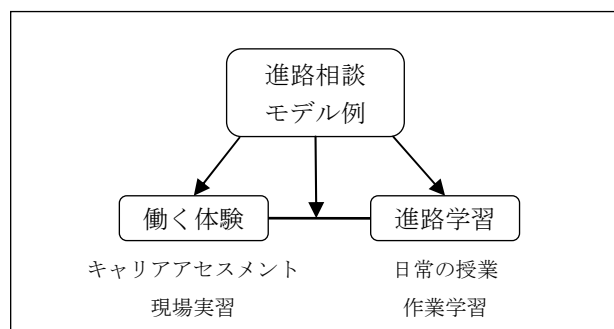 進路相談
モデル例
働く体験
進路学習
キャリアアセスメント
日常の授業
現場実習
作業学習